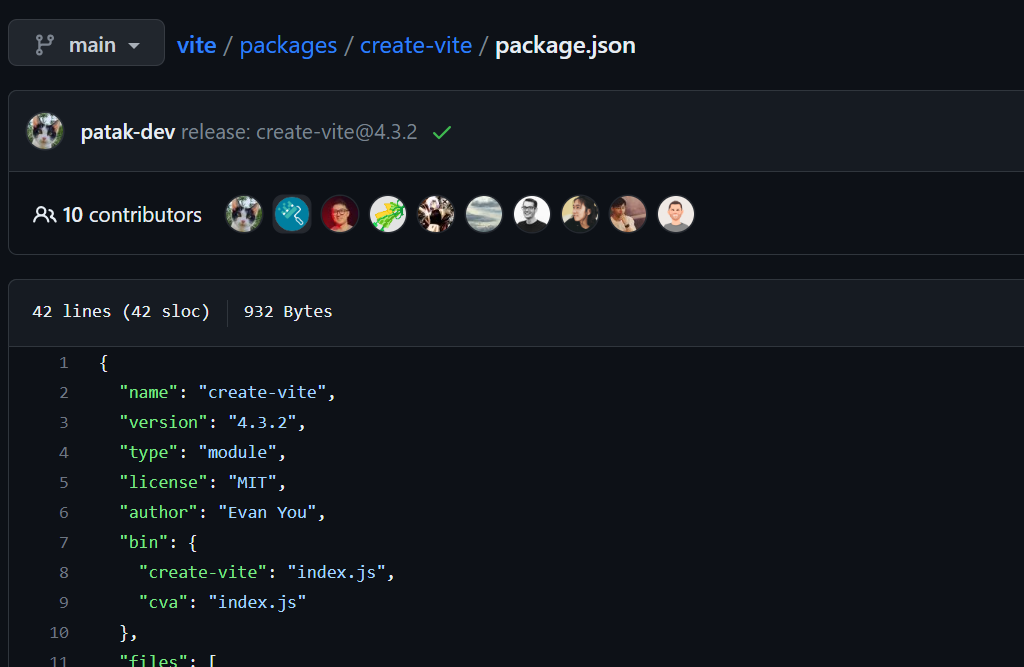 main vite / packages / create-vite / package.json
patak-dev release: create-vite@4.3.2
10 contributors
42 lines (42 sloc) 932 Bytes
1 {
2 "name": "create-vite",
3 "version": "4.3.2",
4 "type": "module",
5 "license": "MIT",
6 "author": "Evan You",
7 "bin": {
8 "create-vite": "index.js",
9 "cva": "index.js"
10 },
11 "files": [